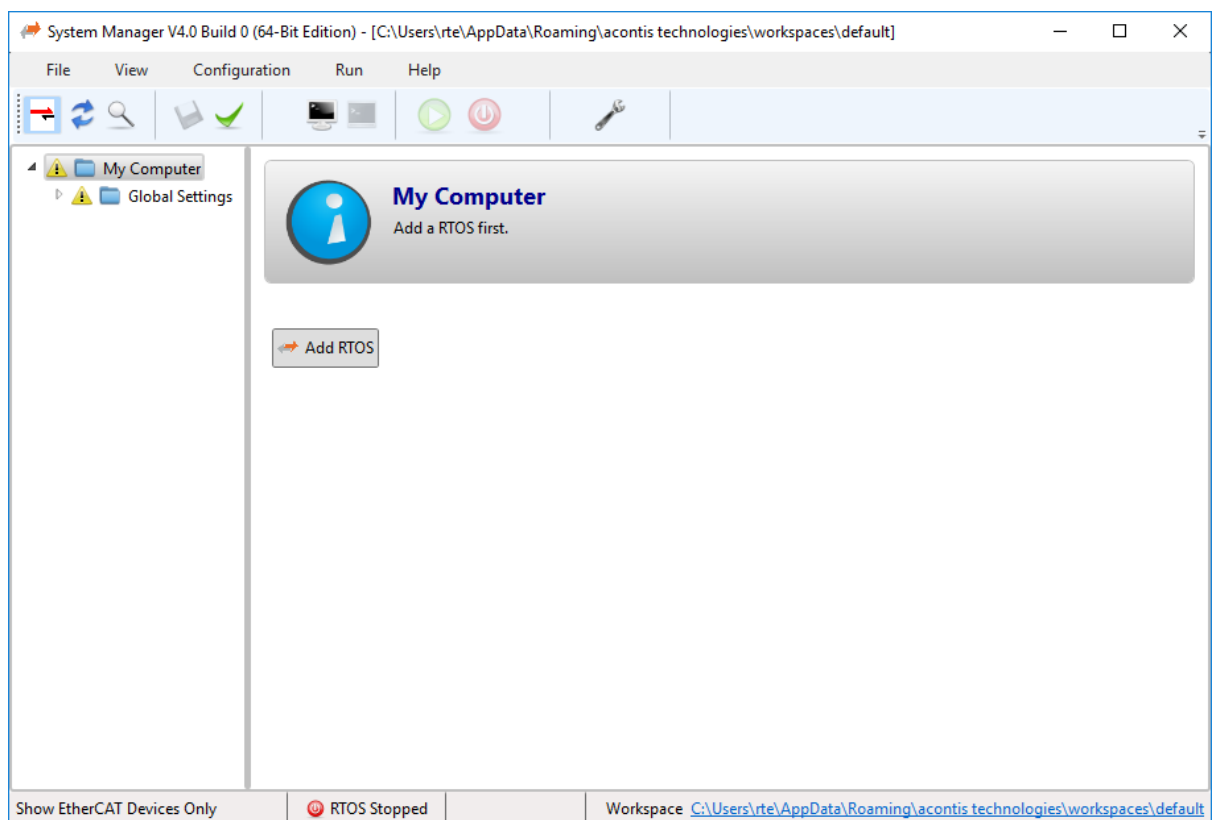 System Manager V4.0 Build 0 (64-Bit Edition) - [C:\Users\rte\AppData\Roaming\acontis technologies\workspaces\default]
File View Configuration Run Help
My Computer
Global Settings
My Computer
Add a RTOS first.
Add RTOS
Show EtherCAT Devices Only RTOS Stopped Workspace C:\Users\rte\AppData\Roaming\acontis technologies\workspaces\default